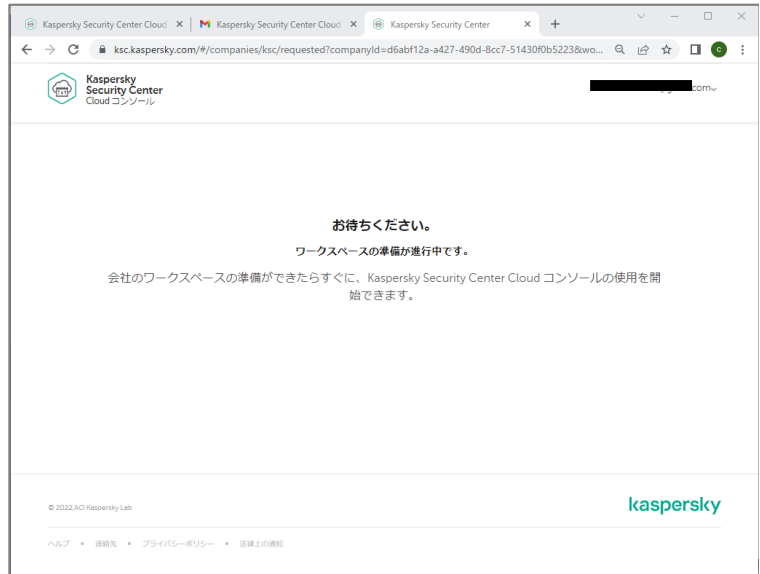 Kaspersky Security Center Cloud
Kaspersky Security Center Cloud
Kaspersky Security Center
ksc.kaspersky.com/#/companies/ksc/requested?companyId=d6abf12a-a427-490d-8cc7-51430f0b5223&wo...
C
Kaspersky
Security Center
Cloud コンソール
com
お待ちください。
ワークスペースの準備が進行中です。
会社のワークスペースの準備ができたらすぐに、Kaspersky Security Center Cloud コンソールの使用を開
始できます。
© 2022 AO Kaspersky Lab
kaspersky
ヘルプ • 連絡先 • プライバシーポリシー • 法律上の通知